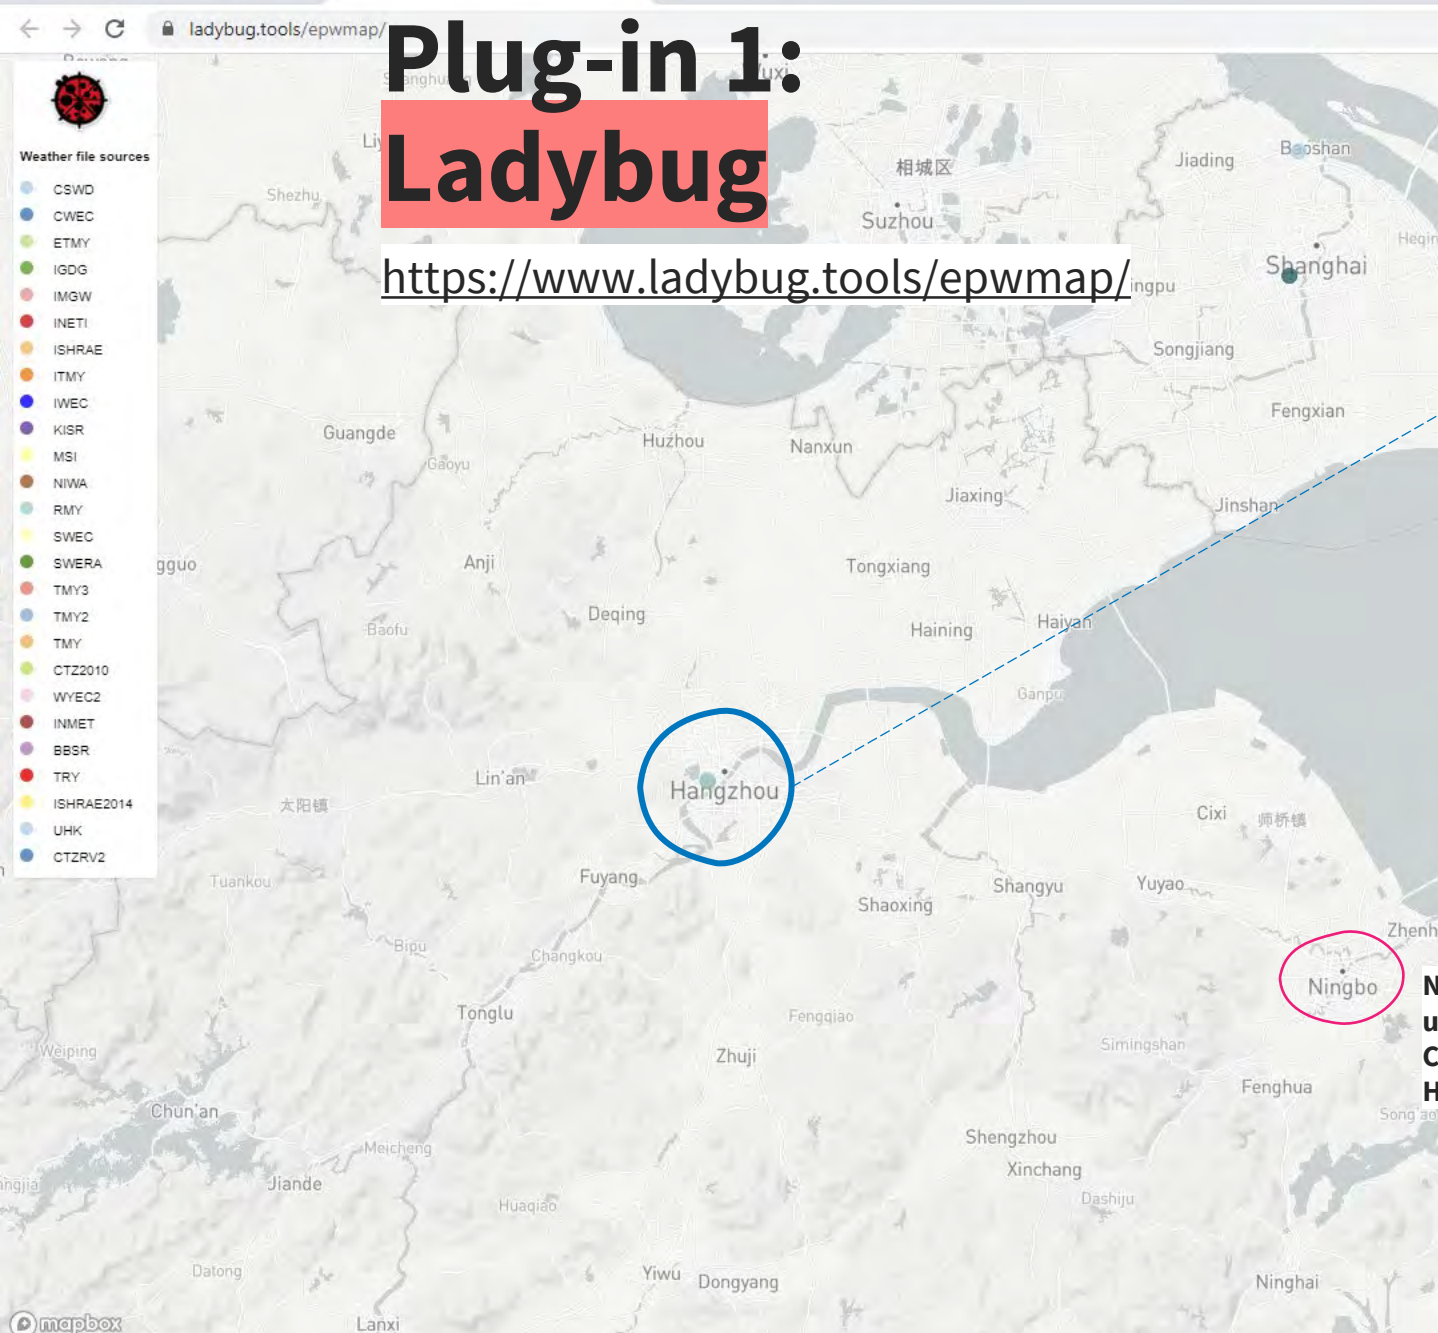 ladybug.tools/epwmap/
Plug-in 1:
Ladybug
https://www.ladybug.tools/epwmap/
Weather file sources
CSWD
CWEC
ETMY
IGDG
IMGW
INETI
ISHRAE
ITMY
IWEC
KISR
MSI
NIWA
RMY
SWEC
SWERA
TMY3
TMY2
TMY
CTZ2010
WYEC2
INMET
BBSR
TRY
ISHRAE2014
UHK
CTZRV2
Shezhu
相城区
Suzhou
Jiading
Baoshan
Shanghai
Songjiang
Fengxian
Guangde
Gaoyu
Huzhou
Nanxun
Jiaxing
Jinshan
Anji
Tongxiang
Baofu
Deqing
Haining
Haiyan
Ganpu
Lin'an
Hangzhou
太阳镇
Cixi
师桥镇
Tuankou
Fuyang
Shaoxing
Shangyu
Yuyao
Bipu
Changkou
Ningbo
Tonglu
Fengqiao
Weiping
Zhuji
Simingshan
Fenghua
Chun'an
Meicheng
Shengzhou
Xinchang
Jiande
Huaqiao
Dashiju
Datong
Yiwu
Dongyang
Ninghai
Lanxi
mapbox